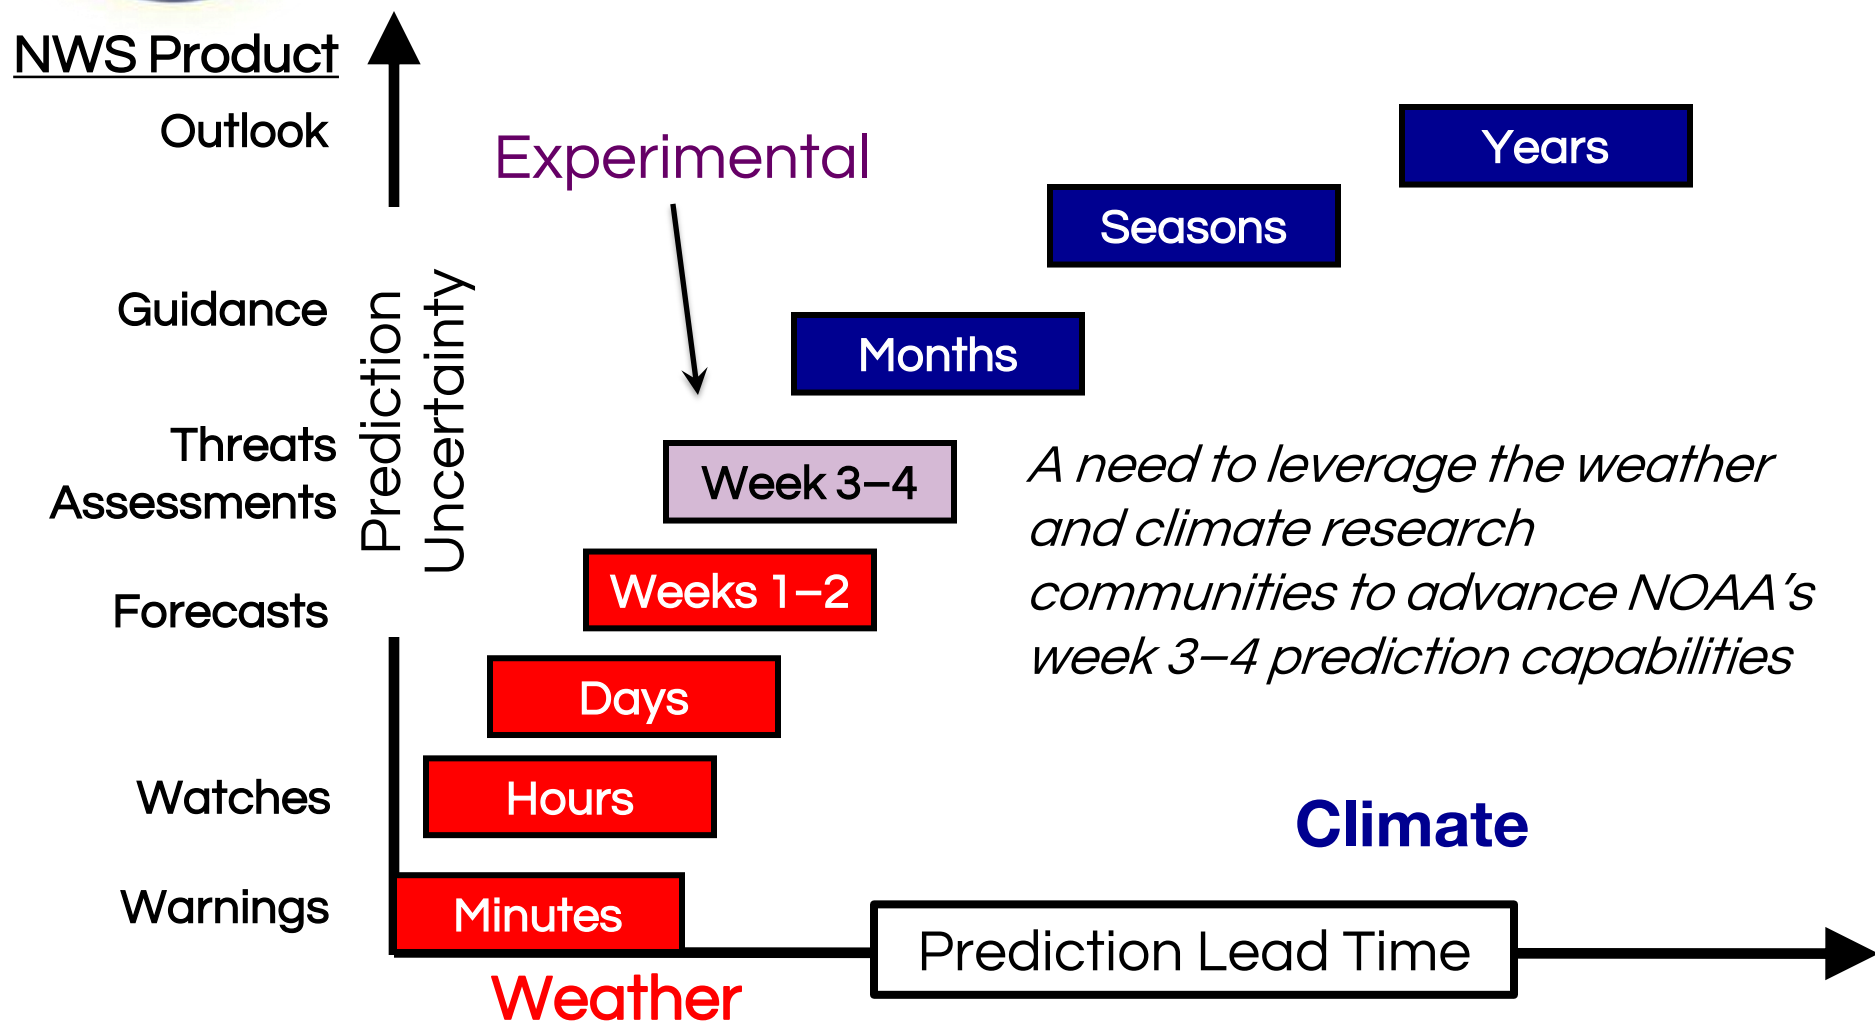 NWS Product
Outlook
Experimental
Years
Seasons
Guidance
Months
Prediction
Uncertainty
Threats
Assessments
Week 3–4
A need to leverage the weather
and climate research
communities to advance NOAA’s
week 3–4 prediction capabilities
Weeks 1–2
Forecasts
Days
Watches
Hours
Climate
Warnings
Minutes
Prediction Lead Time
Weather